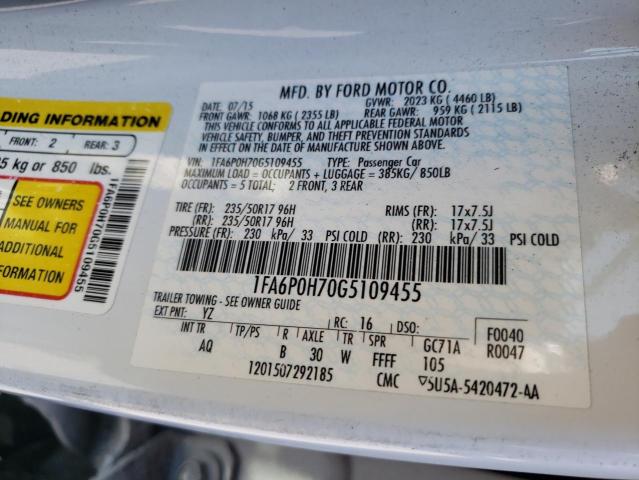 MFD. BY FORD MOTOR CO.
DATE: 07/15 GVWR: 2023 KG ( 4460 LB)
FRONT GAWR: 1068 KG ( 2355 LB) REAR GAWR: 959 KG ( 2115 LB)
THIS VEHICLE CONFORMS TO ALL APPLICABLE FEDERAL MOTOR
VEHICLE SAFETY, BUMPER, AND THEFT PREVENTION STANDARDS
IN EFFECT ON THE DATE OF MANUFACTURE SHOWN ABOVE.
VIN: 1FA6P0H70G5109455 TYPE: Passenger Car
MAXIMUM LOAD = OCCUPANTS + LUGGAGE = 385KG/ 850LB
OCCUPANTS = 5 TOTAL; 2 FRONT, 3 REAR
TIRE (FR): 235/50R17 96H RIMS (FR): 17x7.5J
(RR): 235/50R17 96H (RR): 17x7.5J
PRESSURE (FR): 230 kPa/ 33 PSI COLD (RR): 230 kPa/ 33 PSI COLD
1FA6P0H70G5109455
TRAILER TOWING - SEE OWNER GUIDE
EXT PNT: YZ RC: 16 DSO: F0040
INT TR TP/PS R AXLE TR SPR GC71A R0047
AQ B 30 W FFFF 105
1201507292185 CMC 5U5A-5420472-AA
DING INFORMATION
FRONT: 2 REAR: 3
5 kg or 850 lbs.
SEE OWNERS
MANUAL FOR
ADDITIONAL
INFORMATION
1FA6P0H70G5109455